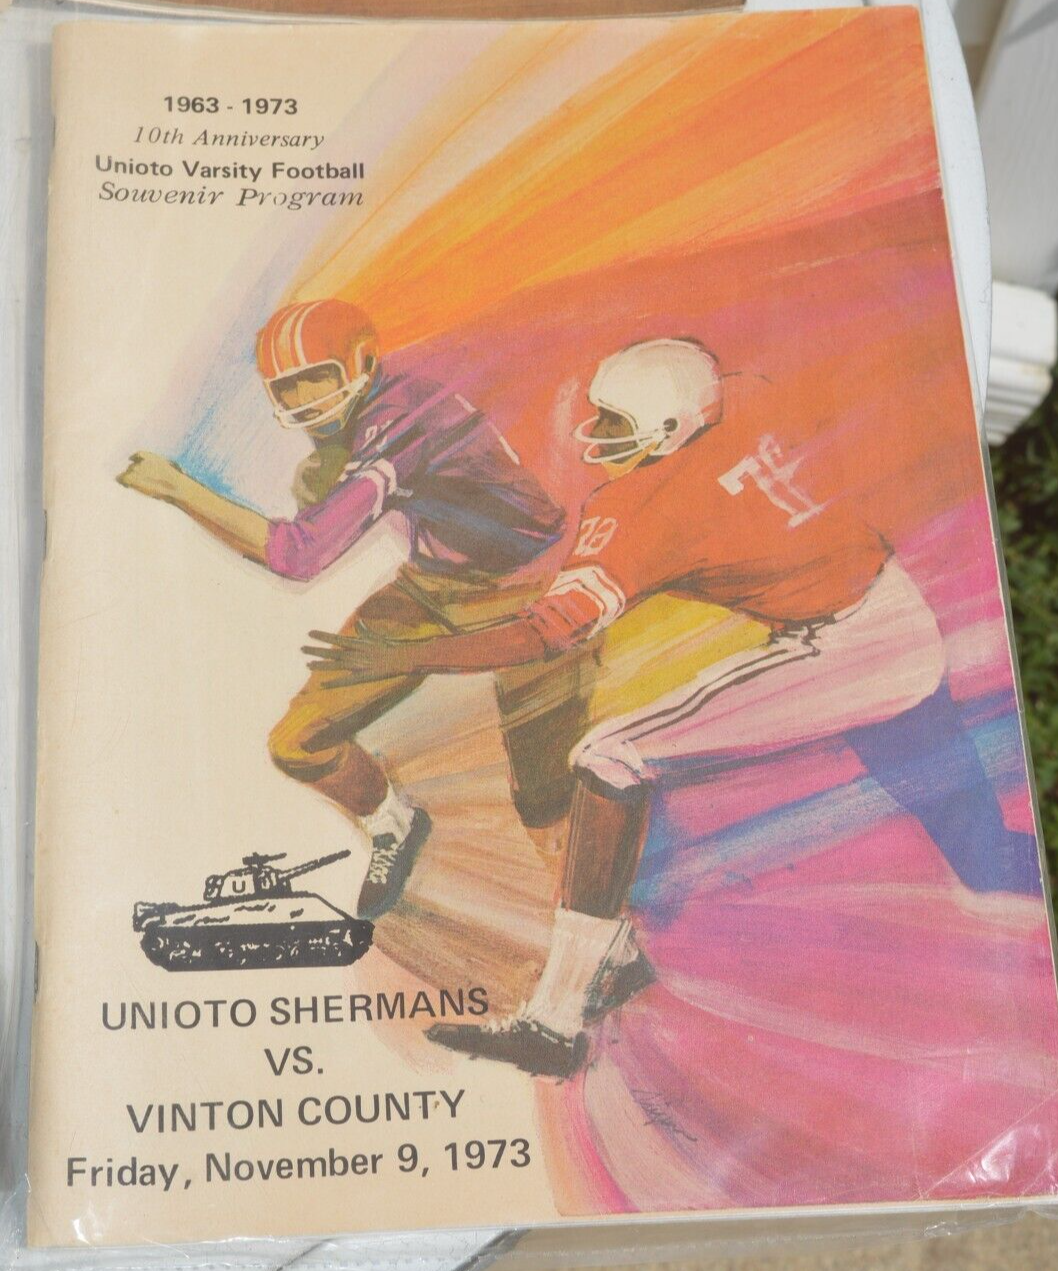 1963 - 1973
10th Anniversary
Unioto Varsity Football
Souvenir Program
U
UNIOTO SHERMANS
VS.
VINTON COUNTY
Friday, November 9, 1973